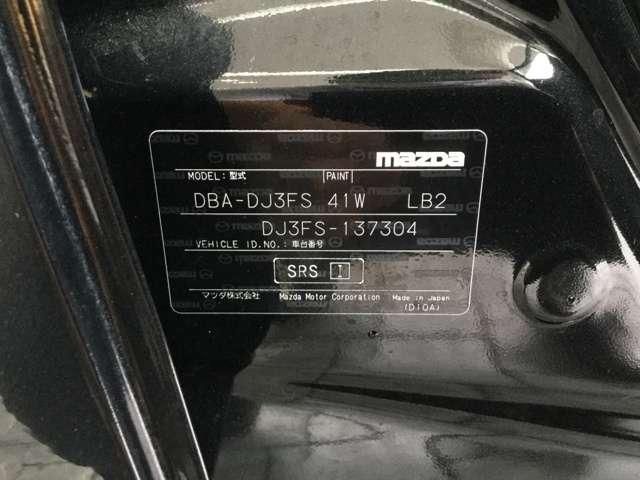 mazda
MODEL:型式 PAINT
DBA-DJ3FS 41W LB2
DJ3FS-137304
VEHICLE ID.NO.:車台番号
SRS I
マツダ株式会社 Mazda Motor Corporation Made in Japan
(D10A)